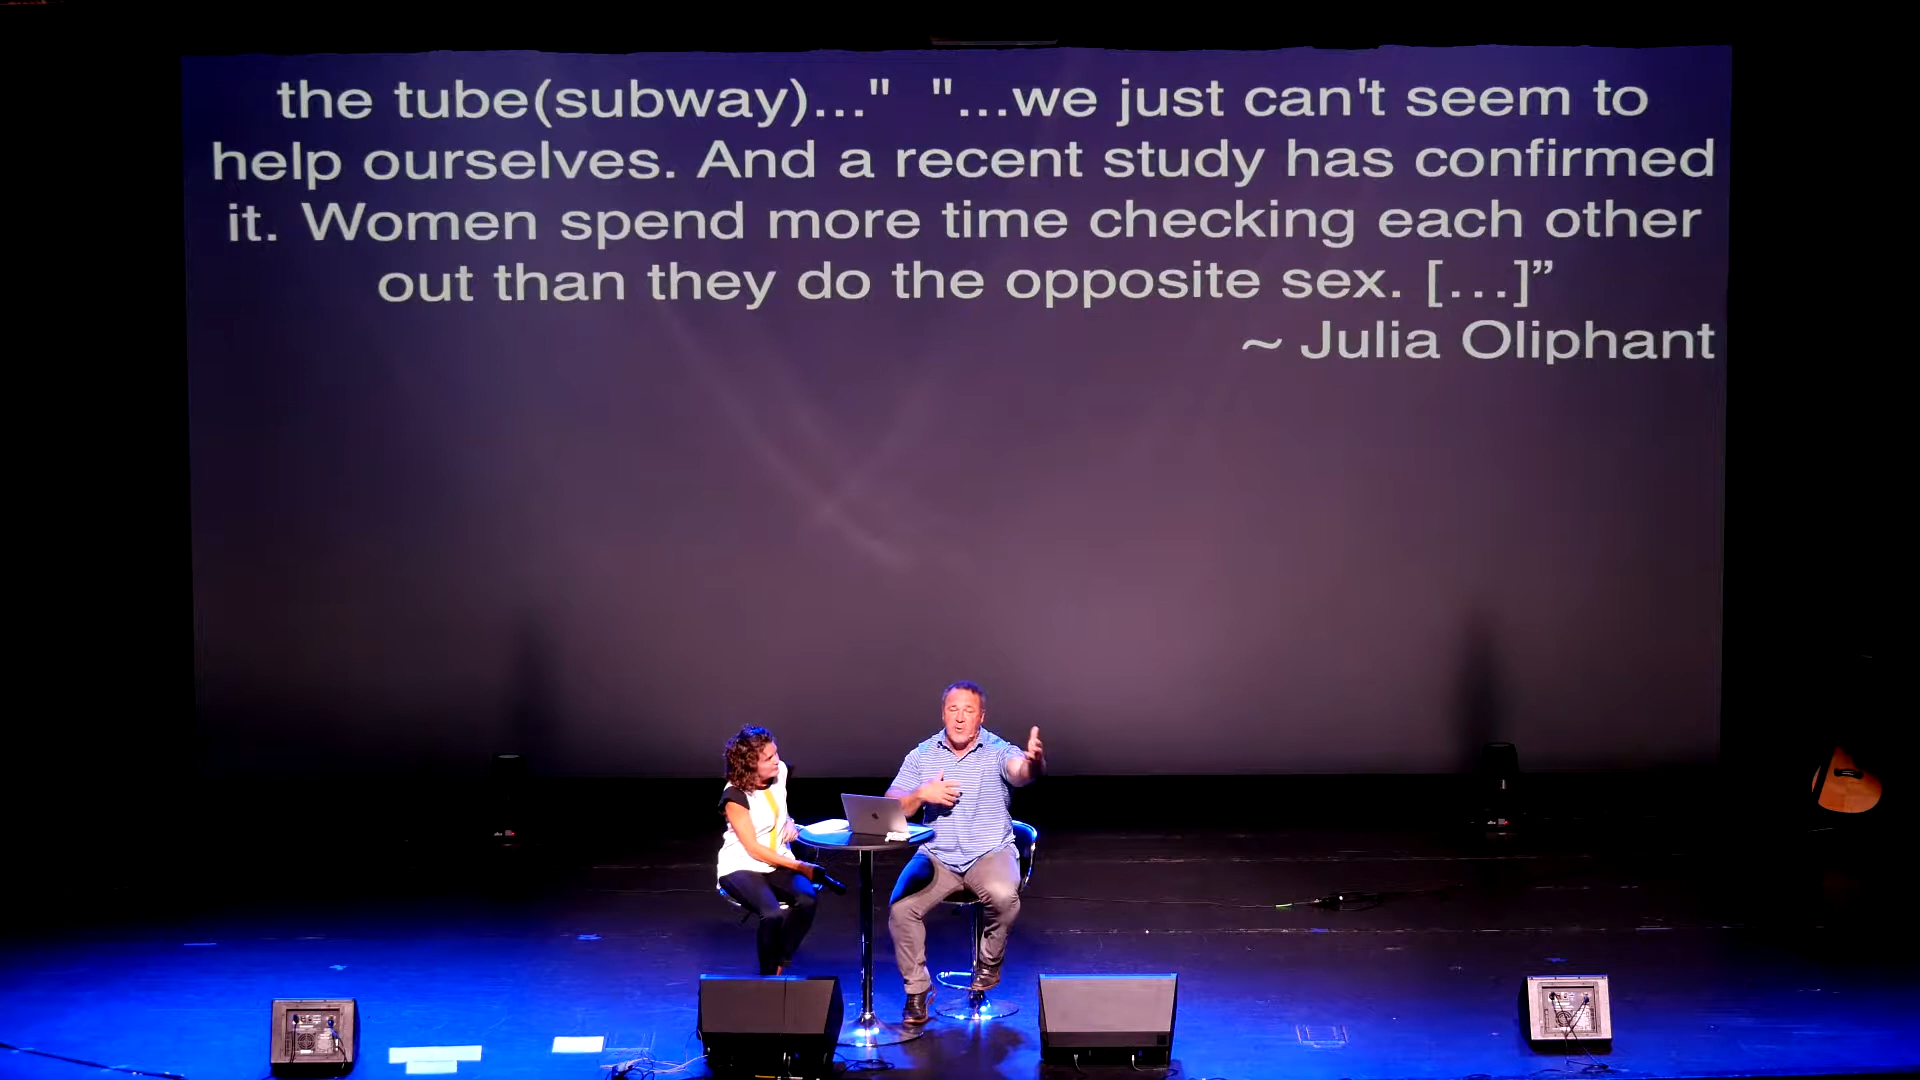 the tube(subway)..." "...we just can't seem to
help ourselves. And a recent study has confirmed
it. Women spend more time checking each other
out than they do the opposite sex. […]”
~ Julia Oliphant